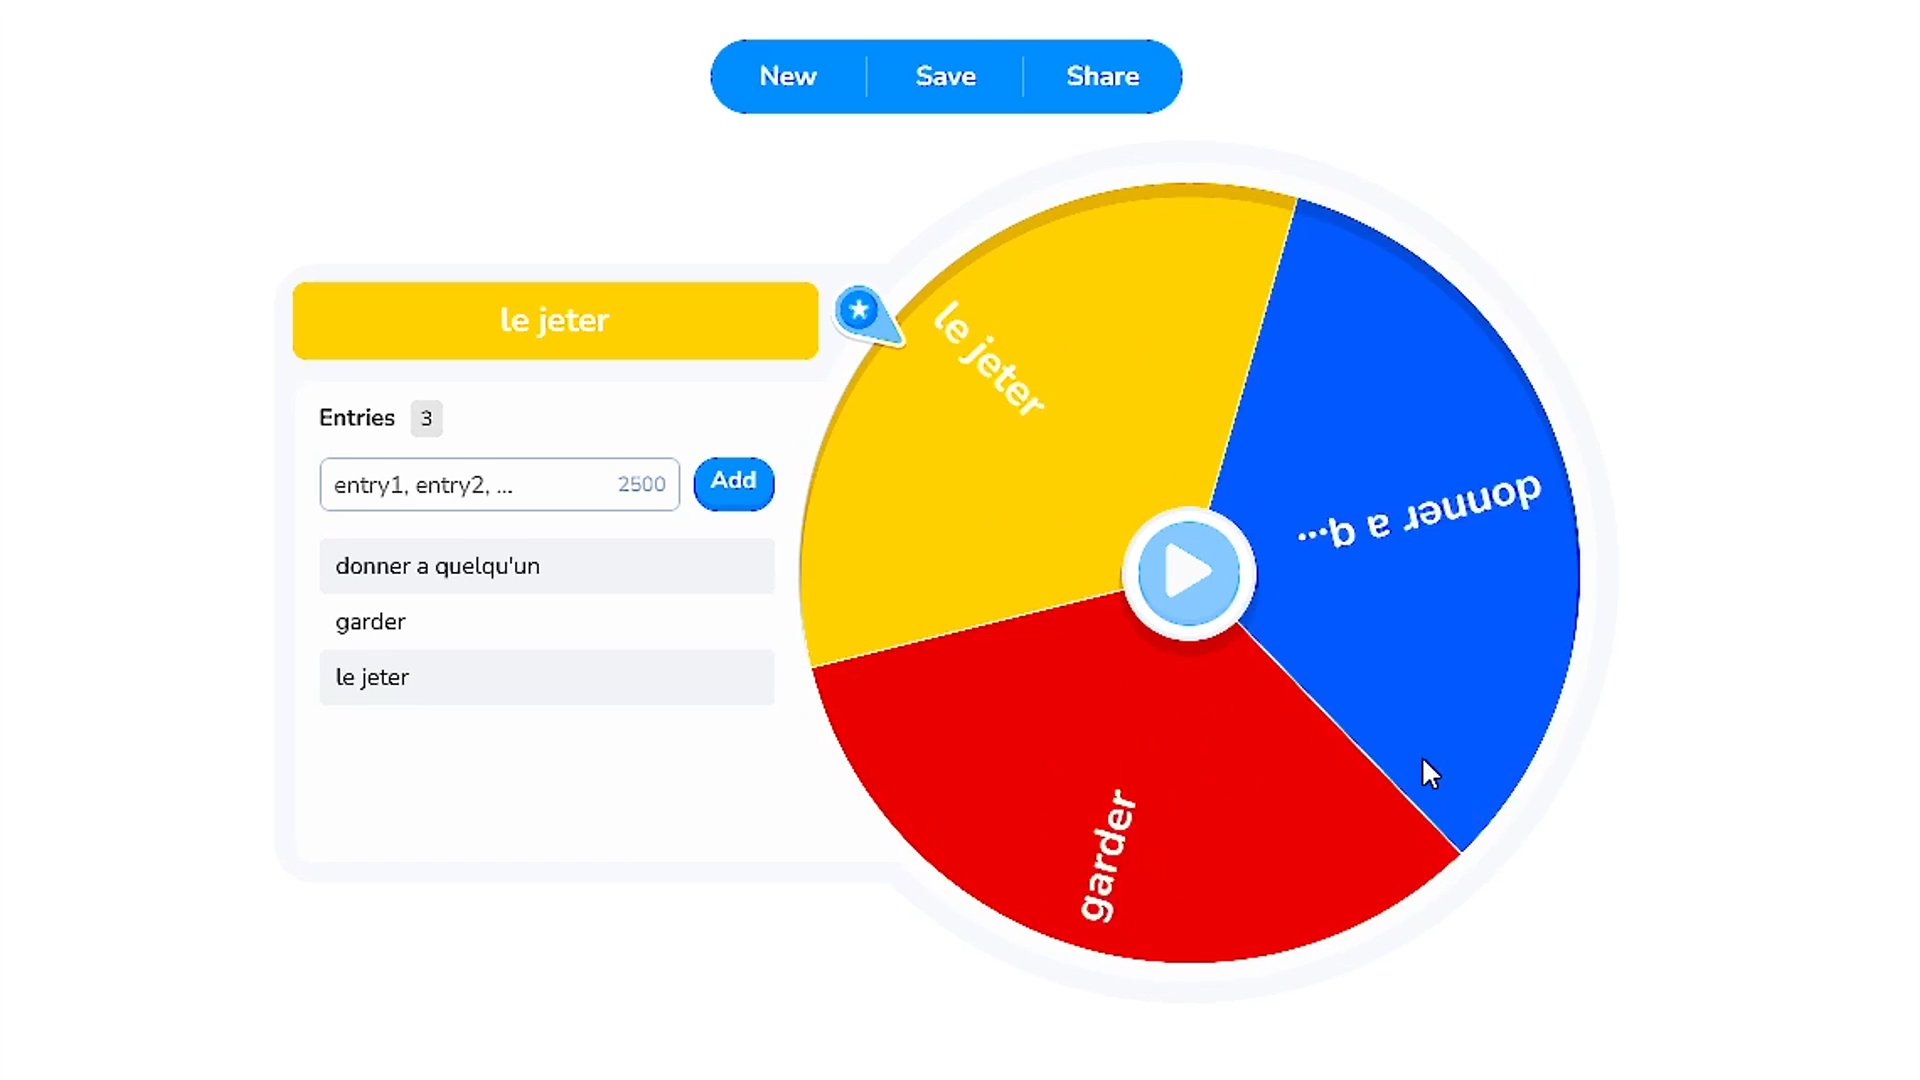 New Save Share
le jeter
Entries 3
entry1, entry2, ... 2500 Add
donner a quelqu'un
garder
le jeter
le jeter
donner a q...
garder